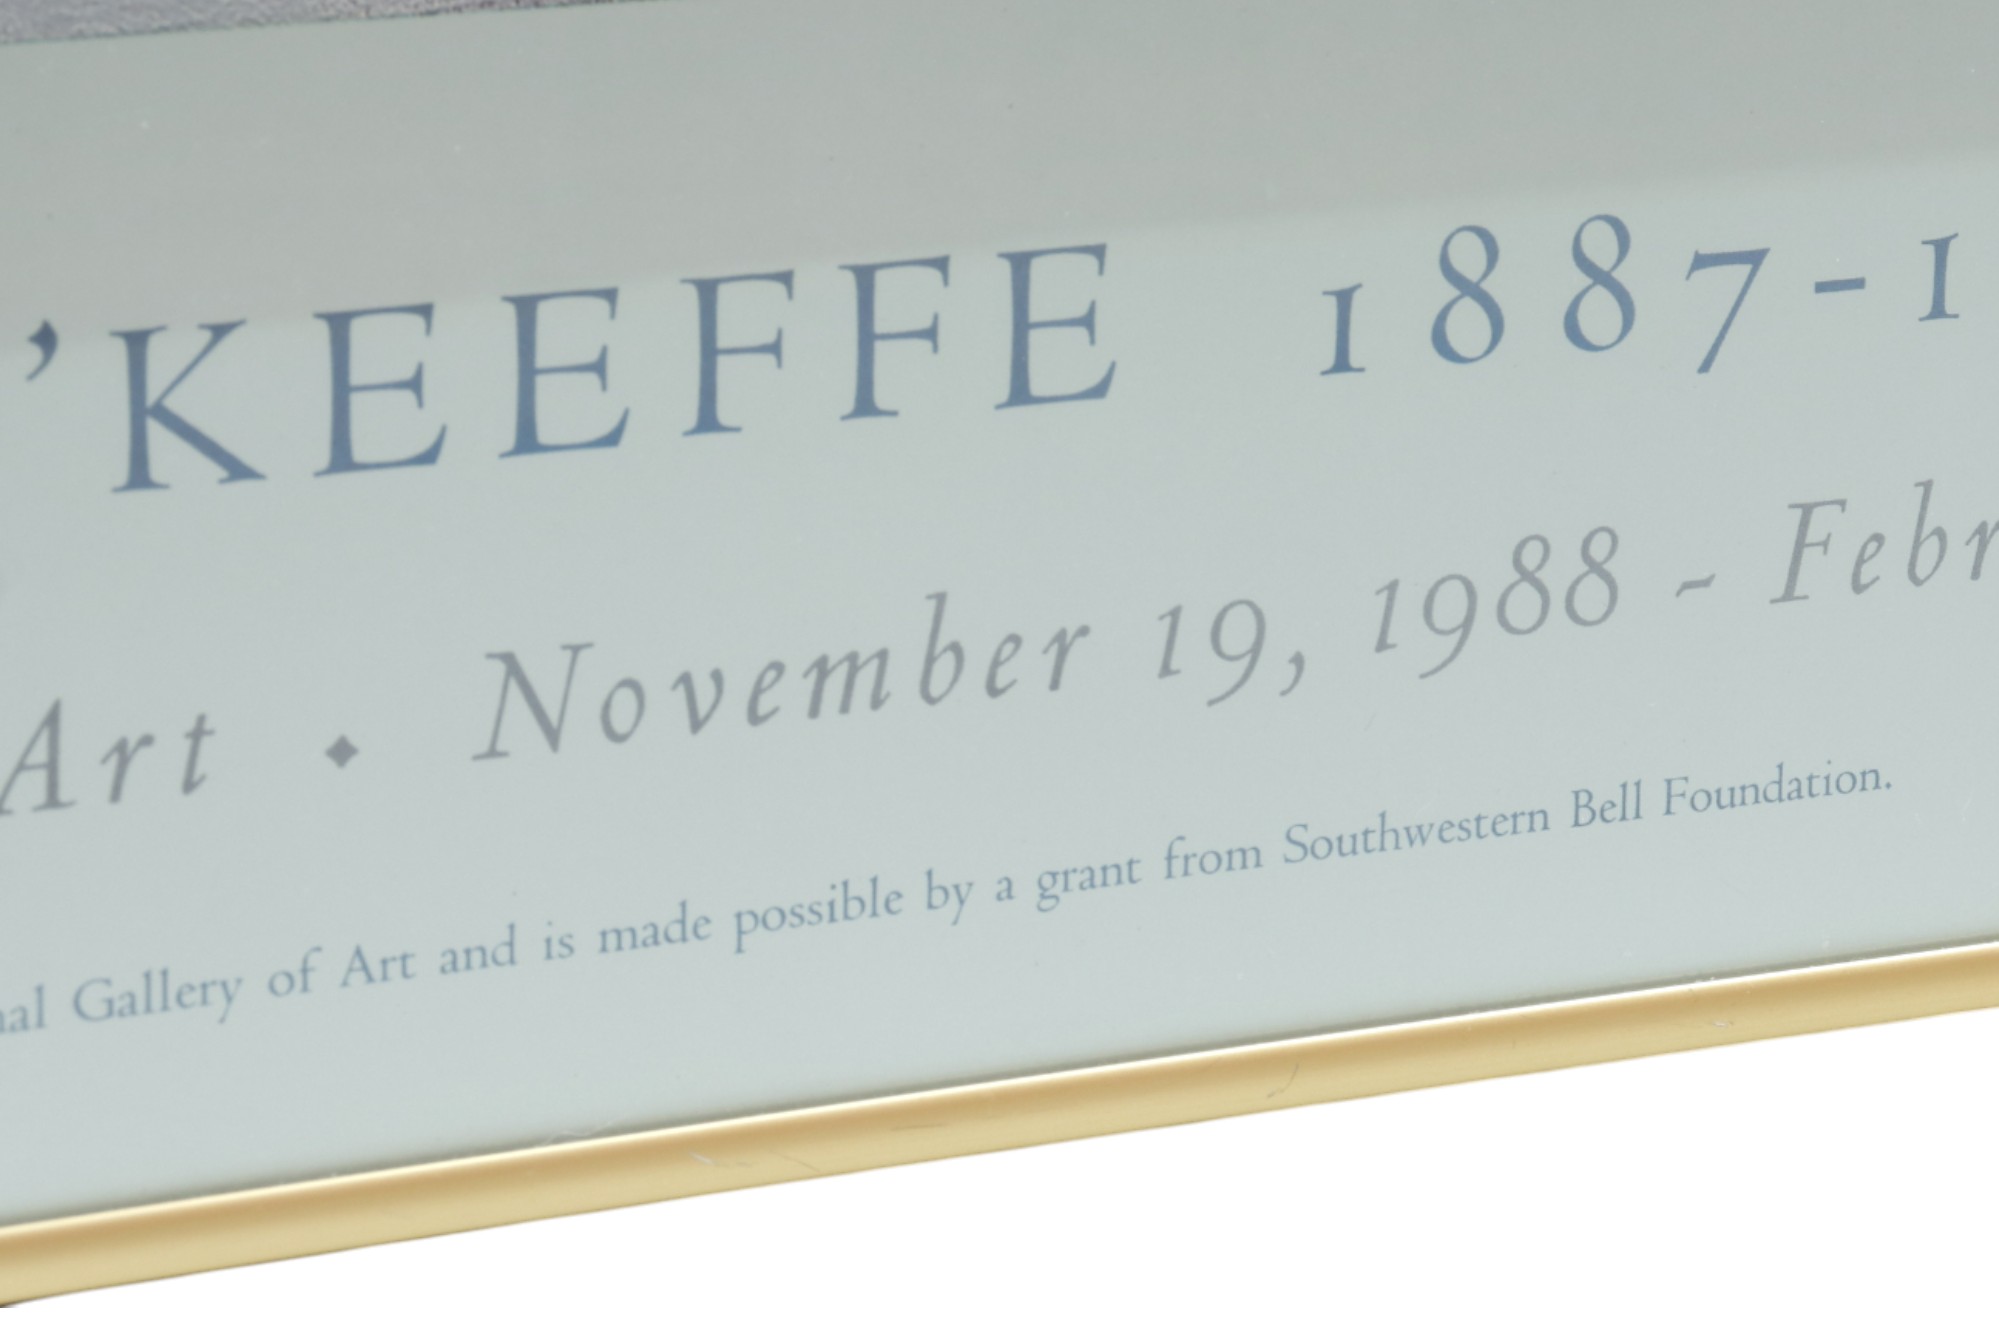 ’KEEFFE 1887-1
Art ⬥ November 19, 1988 - Febr
nal Gallery of Art and is made possible by a grant from Southwestern Bell Foundation.